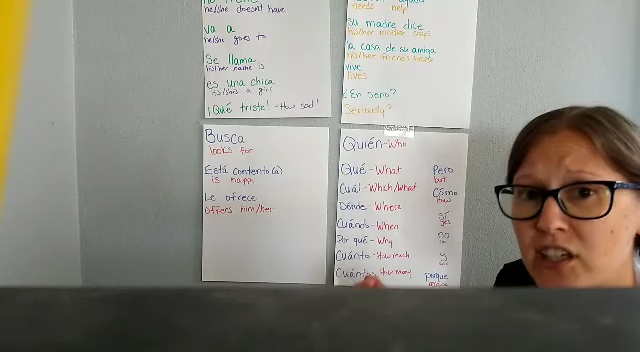 he/she doesn't have
va a
he/she goes to
Se llama
his/her name is
es una chica
is a girl
¡Qué triste! - How sad!
needs help
su madre dice
his/her mother says
la casa de su amiga
his/her friend's house
vive
lives
¿En serio?
Seriously?
Busca
looks for
Está contento(a)
is happy
Le ofrece
offers him/her
Quién - Who
Qué - What
Cuál - Which/What
Dónde - Where
Cuándo - When
Por qué - Why
Cuánto - How much
Cuántos - How many
Pero
but
Cómo
How
sí
yes
no
no
y
and
porque